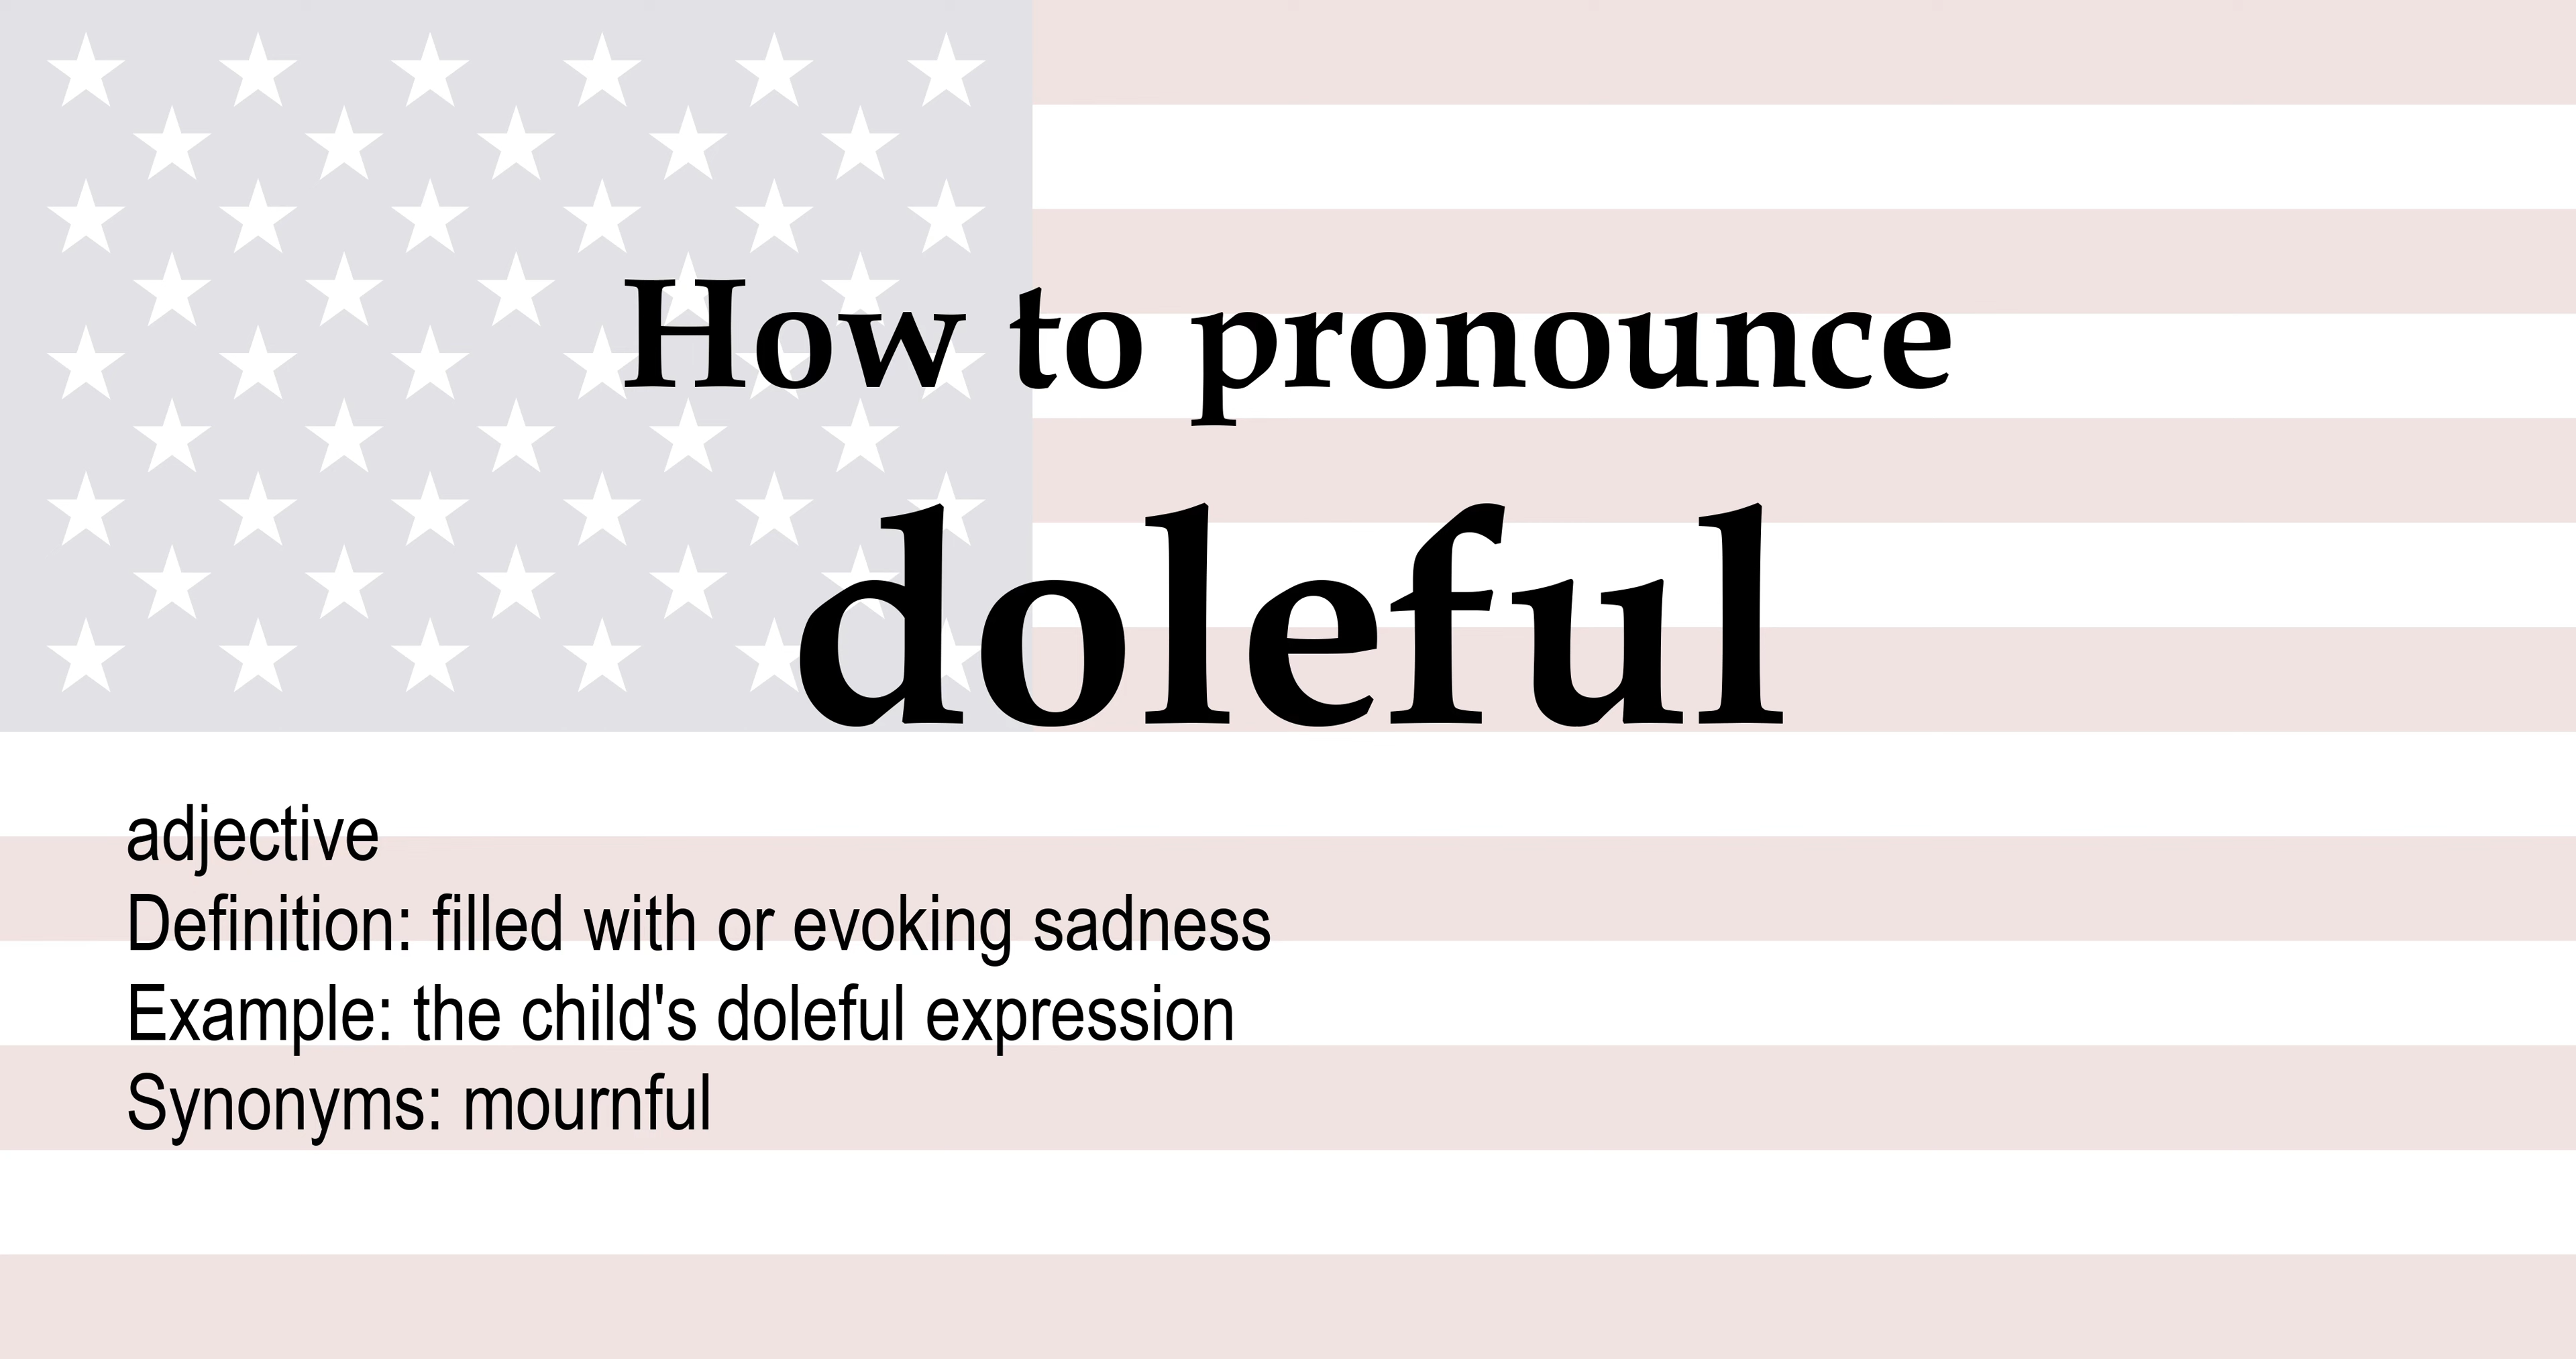 How to pronounce
doleful
adjective
Definition: filled with or evoking sadness
Example: the child's doleful expression
Synonyms: mournful